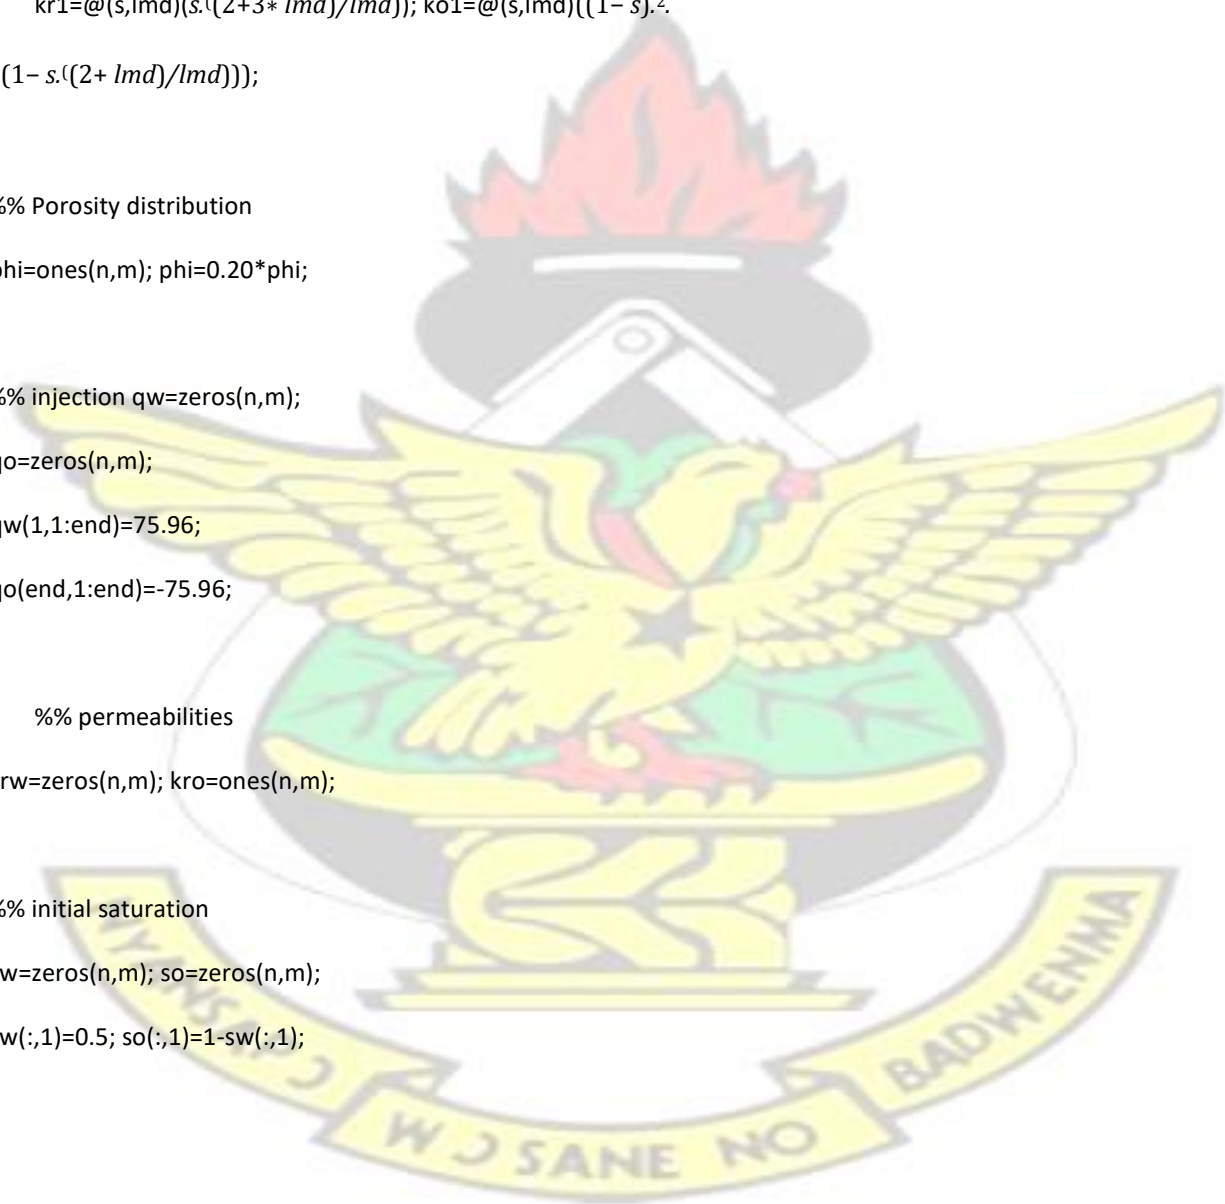 kr1=@(s,lmd)(s.((2+3* lmd)/lmd)); ko1=@(s,lmd)((1– s).2.
(1– s.((2+ lmd)/lmd)));
%% Porosity distribution
phi=ones(n,m); phi=0.20*phi;
%% injection qw=zeros(n,m);
qo=zeros(n,m);
qw(1,1:end)=75.96;
qo(end,1:end)=-75.96;
%% permeabilities
rw=zeros(n,m); kro=ones(n,m);
%% initial saturation
w=zeros(n,m); so=zeros(n,m);
w(:,1)=0.5; so(:,1)=1-sw(:,1);
NYANSAPƆ WƆSANE NO BADWENMA